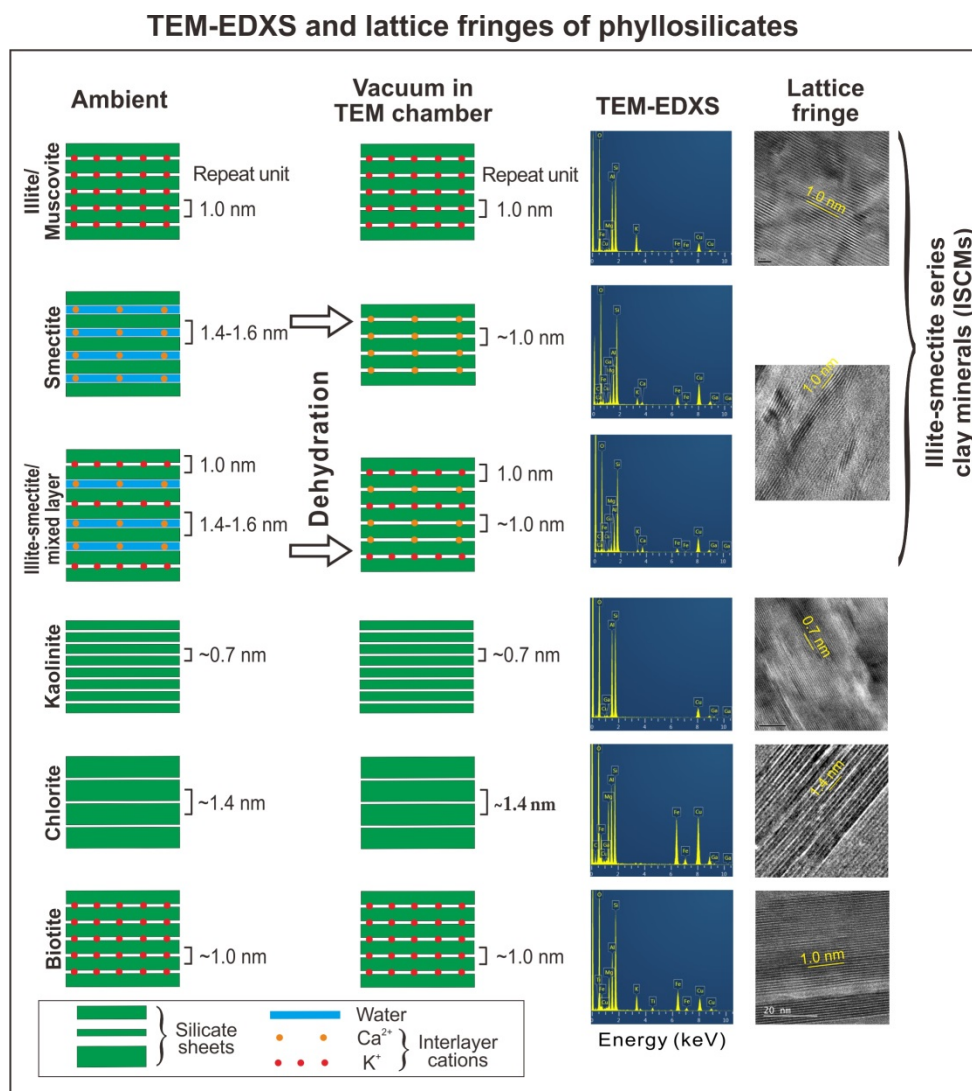 TEM-EDXS and lattice fringes of phyllosilicates
Ambient
Vacuum in
TEM chamber
TEM-EDXS
Lattice
fringe
Illite/
Muscovite
Repeat unit
1.0 nm
Repeat unit
1.0 nm
1.0 nm
Smectite
1.4-1.6 nm
~1.0 nm
1.0 nm
Dehydration
Illite-smectite/
mixed layer
1.0 nm
1.4-1.6 nm
1.0 nm
~1.0 nm
Illite-smectite series
clay minerals (ISCMs)
Kaolinite
~0.7 nm
~0.7 nm
0.7 nm
Chlorite
~1.4 nm
~1.4 nm
1.4 nm
Biotite
~1.0 nm
~1.0 nm
1.0 nm
20 nm
Energy (keV)
Silicate
sheets
Water
Ca2+
K+
Interlayer
cations